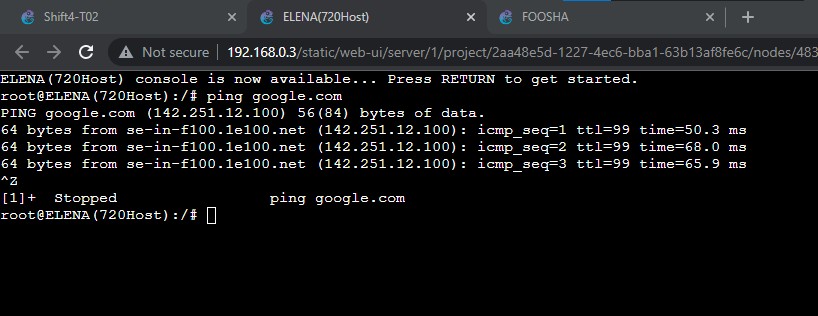 Shift4-T02
ELENA(720Host)
FOOSHA
Not secure
192.168.0.3/static/web-ui/server/1/project/2aa48e5d-1227-4ec6-bba1-63b13af8fe6c/nodes/483
ELENA(720Host) console is now available... Press RETURN to get started.
root@ELENA(720Host):/# ping google.com
PING google.com (142.251.12.100) 56(84) bytes of data.
64 bytes from se-in-f100.1e100.net (142.251.12.100): icmp_seq=1 ttl=99 time=50.3 ms
64 bytes from se-in-f100.1e100.net (142.251.12.100): icmp_seq=2 ttl=99 time=68.0 ms
64 bytes from se-in-f100.1e100.net (142.251.12.100): icmp_seq=3 ttl=99 time=65.9 ms
^Z
[1]+  Stopped                 ping google.com
root@ELENA(720Host):/#